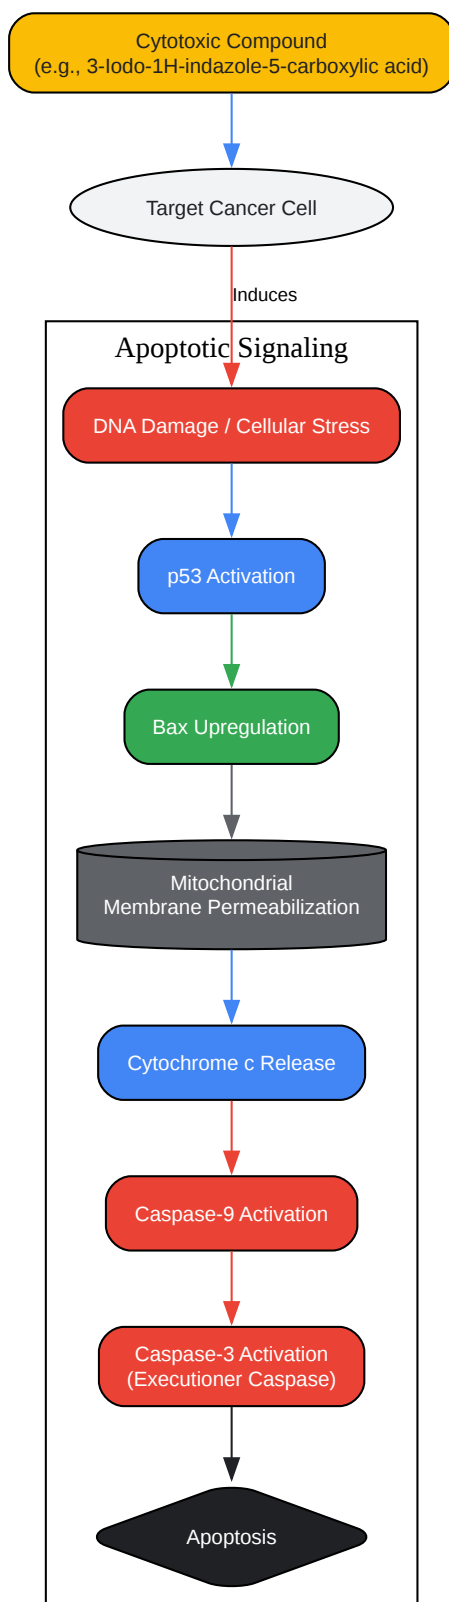 Cytotoxic Compound
(e.g., 3-Iodo-1H-indazole-5-carboxylic acid)
Target Cancer Cell
Induces
Apoptotic Signaling
DNA Damage / Cellular Stress
p53 Activation
Bax Upregulation
Mitochondrial
Membrane Permeabilization
Cytochrome c Release
Caspase-9 Activation
Caspase-3 Activation
(Executioner Caspase)
Apoptosis